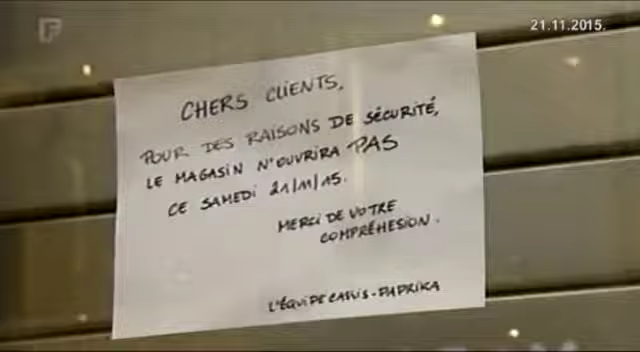 21.11.2015.
CHERS CLIENTS,
POUR DES RAISONS DE SÉCURITÉ,
LE MAGASIN N'OUVRIRA PAS
CE SAMEDI 21/11/15.
MERCI DE VOTRE
COMPRÉHESION.
L'ÉQUIPE CASSIS-PAPRIKA